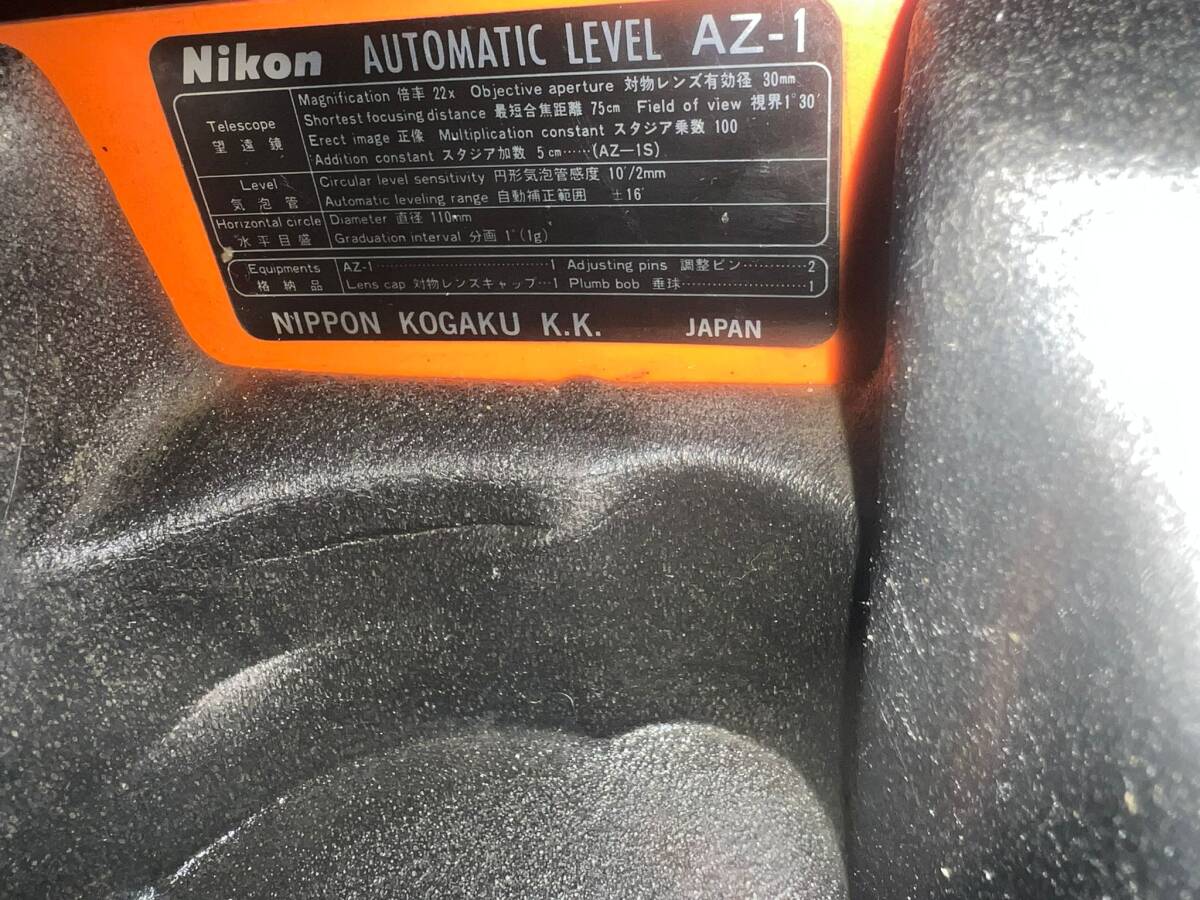 Nikon AUTOMATIC LEVEL AZ-1
Telescope
望遠鏡
Magnification 倍率 22x Objective aperture 対物レンズ有効径 30mm
Shortest focusing distance 最短合焦距離 75cm Field of view 視界1°30′
Erect image 正像 Multiplication constant スタジア乗数 100
Addition constant スタジア加数 5cm……(AZ-1S)
Level
気泡管
Circular level sensitivity 円形気泡管感度 10′/2mm
Automatic leveling range 自動補正範囲 ±16′
Horizontal circle
水平目盛
Diameter 直径 110mm
Graduation interval 分画 1°(1g)
Equipments
格納品
AZ-1……………………………1 Adjusting pins 調整ピン…………2
Lens cap 対物レンズキャップ…1 Plumb bob 垂球……………………1
NIPPON KOGAKU K.K. JAPAN